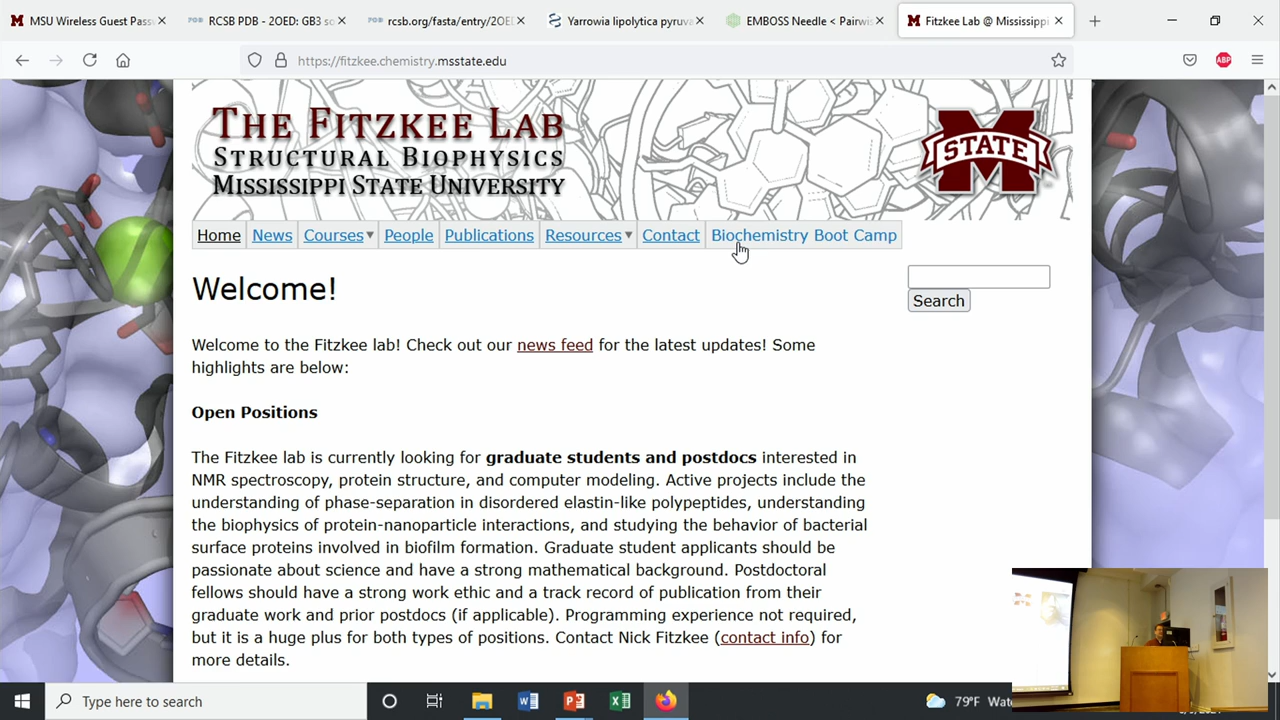 MSU Wireless Guest Pass
RCSB PDB - 2OED: GB3 so
rcsb.org/fasta/entry/2OED
Yarrowia lipolytica pyruva
EMBOSS Needle < Pairwis
Fitzkee Lab @ Mississippi
https://fitzkee.chemistry.msstate.edu
ABP
THE FITZKEE LAB
STRUCTURAL BIOPHYSICS
MISSISSIPPI STATE UNIVERSITY
STATE
Home News Courses People Publications Resources Contact Biochemistry Boot Camp
Welcome!
Search
Welcome to the Fitzkee lab! Check out our news feed for the latest updates! Some
highlights are below:
Open Positions
The Fitzkee lab is currently looking for graduate students and postdocs interested in
NMR spectroscopy, protein structure, and computer modeling. Active projects include the
understanding of phase-separation in disordered elastin-like polypeptides, understanding
the biophysics of protein-nanoparticle interactions, and studying the behavior of bacterial
surface proteins involved in biofilm formation. Graduate student applicants should be
passionate about science and have a strong mathematical background. Postdoctoral
fellows should have a strong work ethic and a track record of publication from their
graduate work and prior postdocs (if applicable). Programming experience not required,
but it is a huge plus for both types of positions. Contact Nick Fitzkee (contact info) for
more details.
Type here to search
79°F Wat